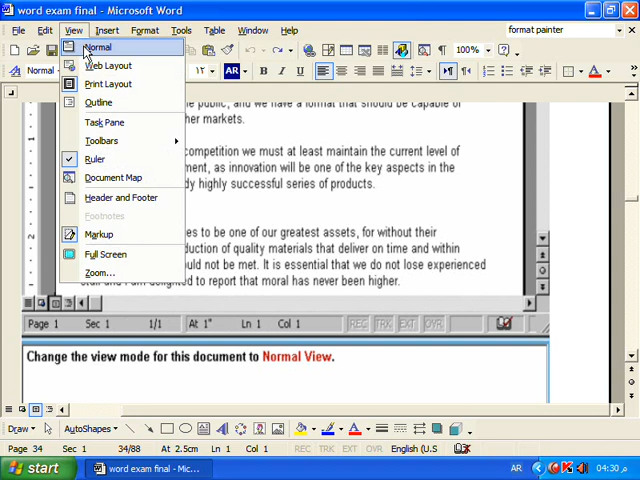 word exam final - Microsoft Word
File Edit View Insert Format Tools Table Window Help format painter
100%
Normal ١٢ AR B I U
Normal
Web Layout
Print Layout
Outline
Task Pane
Toolbars
Ruler
Document Map
Header and Footer
Footnotes
Markup
Full Screen
Zoom...
the public, and we have a format that should be capable of
her markets.
competition we must at least maintain the current level of
ment, as innovation will be one of the key aspects in the
dy highly successful series of products.
es to be one of our greatest assets, for without their
duction of quality materials that deliver on time and within
ould not be met. It is essential that we do not lose experienced
staff and I am delighted to report that moral has never been higher.
Page 1 Sec 1 1/1 At 1" Ln 1 Col 1 REC TRK EXT OVR
Change the view mode for this document to Normal View.
Draw AutoShapes
Page 34 Sec 1 34/88 At 2.5cm Ln 1 Col 1 REC TRK EXT OVR English (U.S
start word exam final - Mic... AR 04:30 م